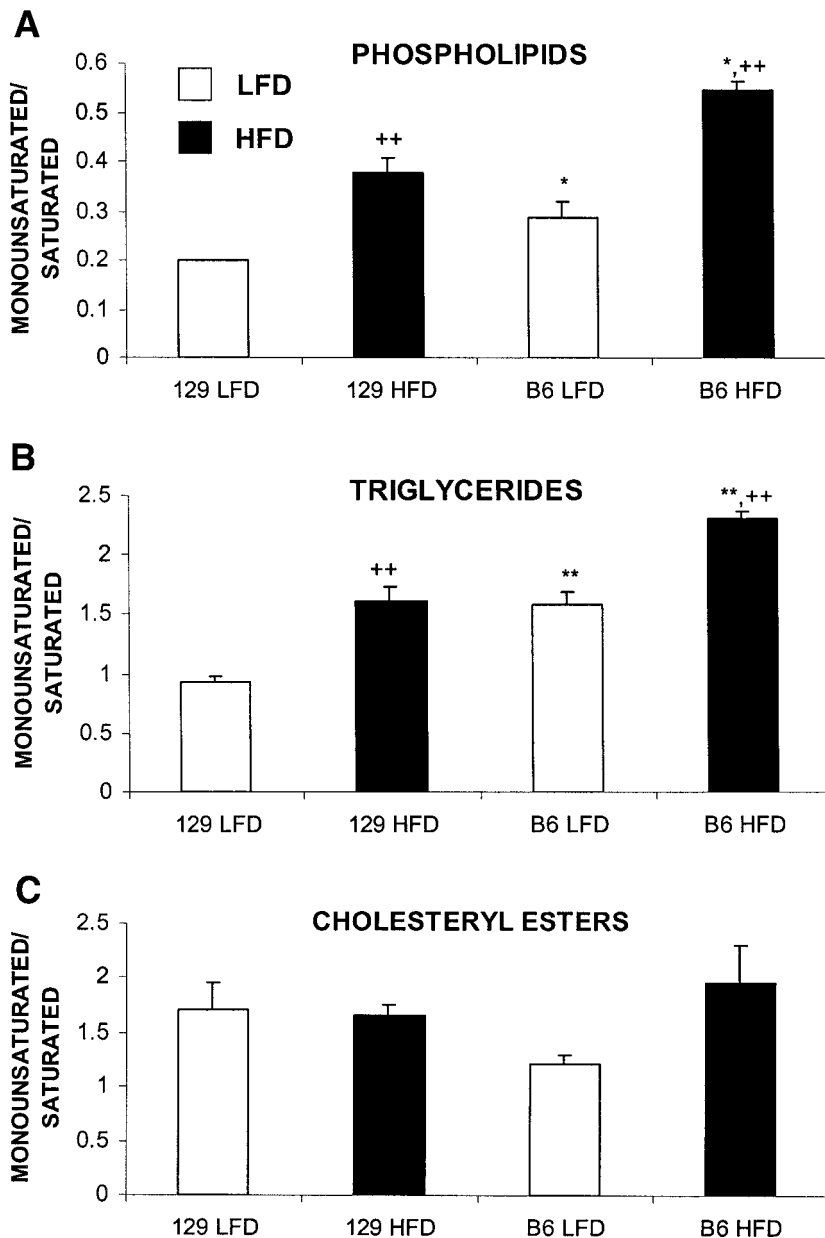 A
PHOSPHOLIPIDS
LFD
HFD
MONOUNSATURATED/
SATURATED
0.6
0.5
0.4
0.3
0.2
0.1
0
++
*
*,++
129 LFD
129 HFD
B6 LFD
B6 HFD
B
TRIGLYCERIDES
MONOUNSATURATED/
SATURATED
2.5
2
1.5
1
0.5
0
++
**
**,++
129 LFD
129 HFD
B6 LFD
B6 HFD
C
CHOLESTERYL ESTERS
MONOUNSATURATED/
SATURATED
2.5
2
1.5
1
0.5
0
129 LFD
129 HFD
B6 LFD
B6 HFD